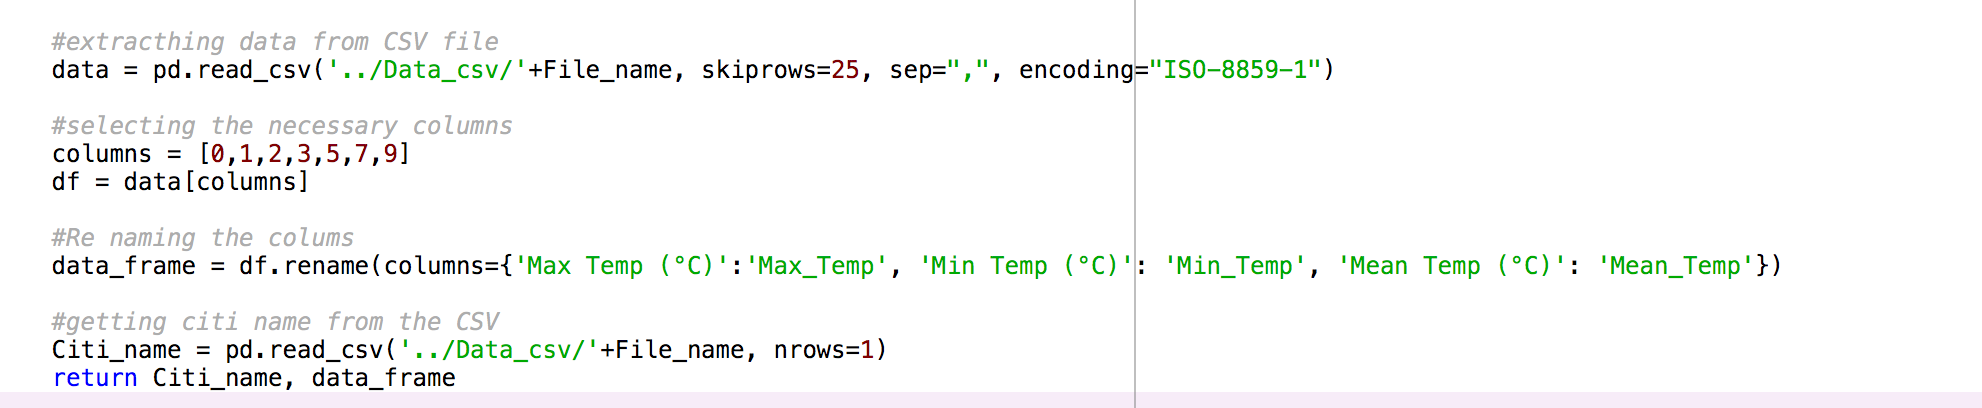 #extracthing data from CSV file
data = pd.read_csv('../Data_csv/'+File_name, skiprows=25, sep=",", encoding="ISO-8859-1")
#selecting the necessary columns
columns = [0,1,2,3,5,7,9]
df = data[columns]
#Re naming the colums
data_frame = df.rename(columns={'Max Temp (°C)':'Max_Temp', 'Min Temp (°C)': 'Min_Temp', 'Mean Temp (°C)': 'Mean_Temp'})
#getting citi name from the CSV
Citi_name = pd.read_csv('../Data_csv/'+File_name, nrows=1)
return Citi_name, data_frame